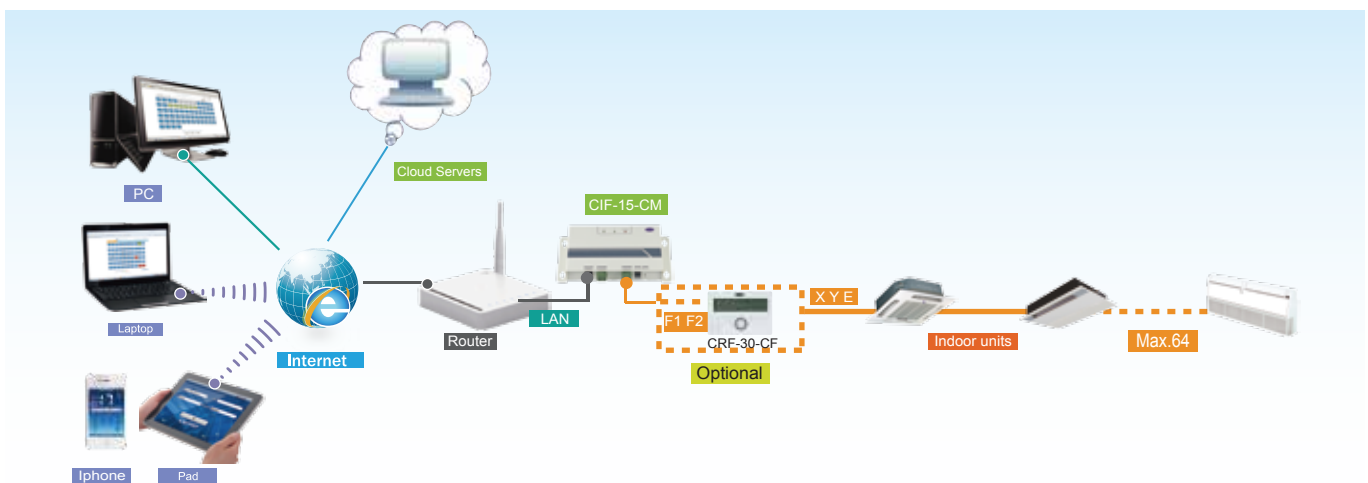 Cloud Servers
PC
CIF-15-CM
X Y E
F1 F2
LAN
Laptop
Router
CRF-30-CF
Indoor units
Max.64
Internet
Optional
Iphone
Pad